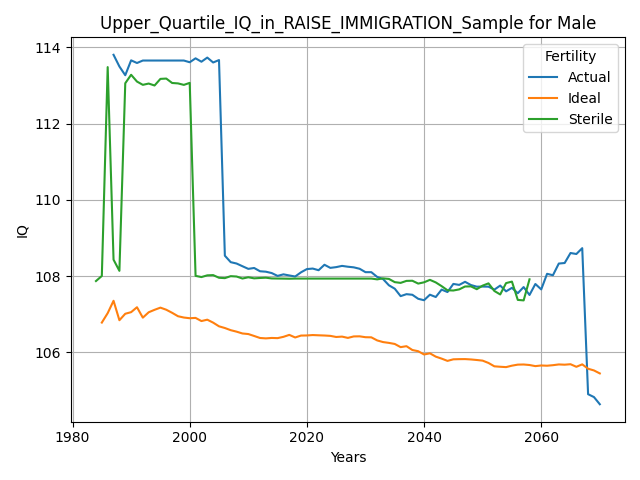 Upper_Quartile_IQ_in_RAISE_IMMIGRATION_Sample for Male
Fertility
Actual
Ideal
Sterile
114
112
110
108
106
IQ
1980
2000
2020
2040
2060
Years